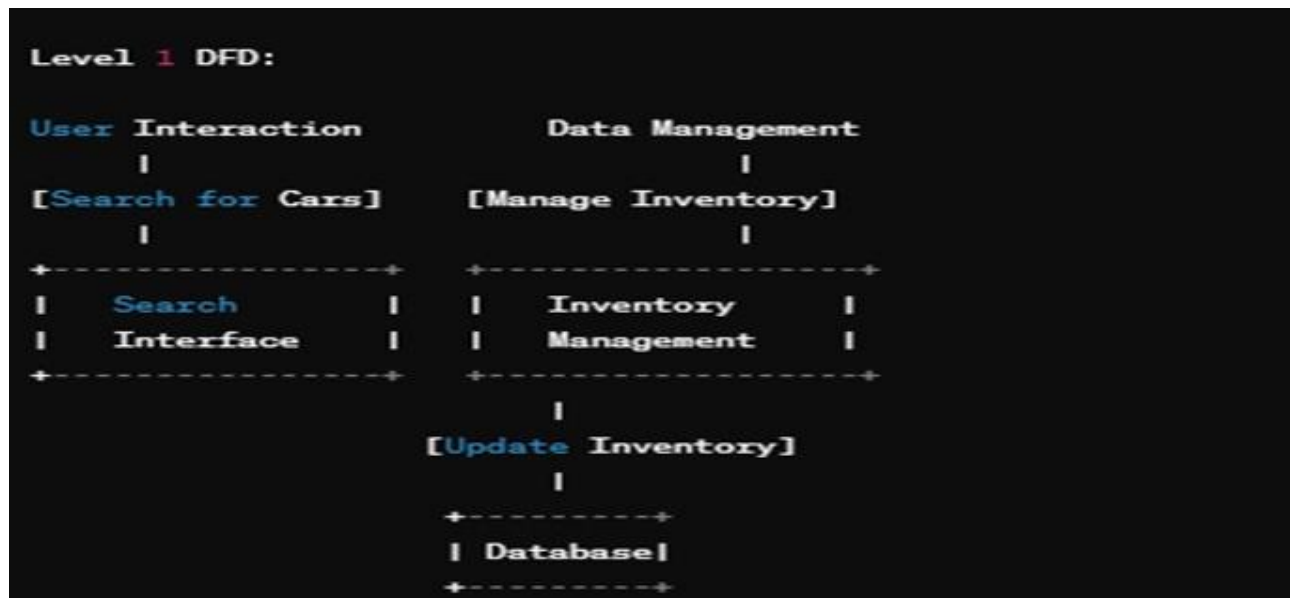 Level 1 DFD:
User Interaction         Data Management
     |                            |
[Search for Cars]    [Manage Inventory]
     |                            |
+-----------------+   +-------------------+
|   Search        |   |   Inventory     |
|   Interface     |   |   Management    |
+-----------------+   +-------------------+
                         |
                   [Update Inventory]
                         |
                    +----------+
                    | Database|
                    +----------+